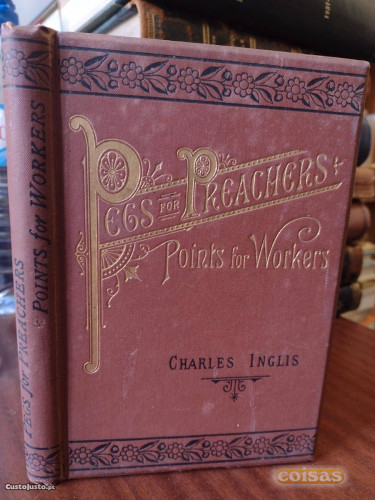 PEGS FOR PREACHERS
Points for Workers
CHARLES INGLIS
PEGS for PREACHERS
& POINTS for WORKERS
CustoJusto.pt
coisas